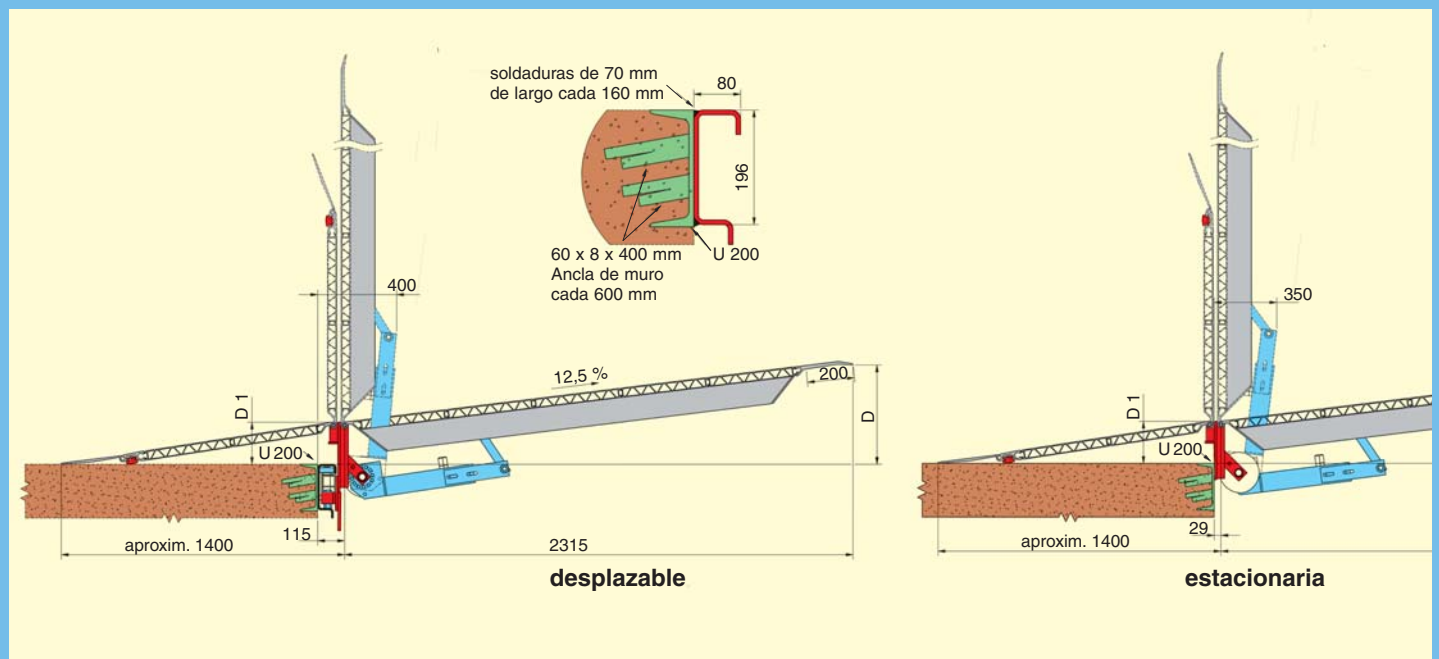 soldaduras de 70 mm
de largo cada 160 mm
80
196
60 x 8 x 400 mm
Ancla de muro
cada 600 mm
U 200
400
12,5 %
200
D 1
D
U 200
115
aproxim. 1400
2315
desplazable
350
D 1
U 200
29
aproxim. 1400
estacionaria